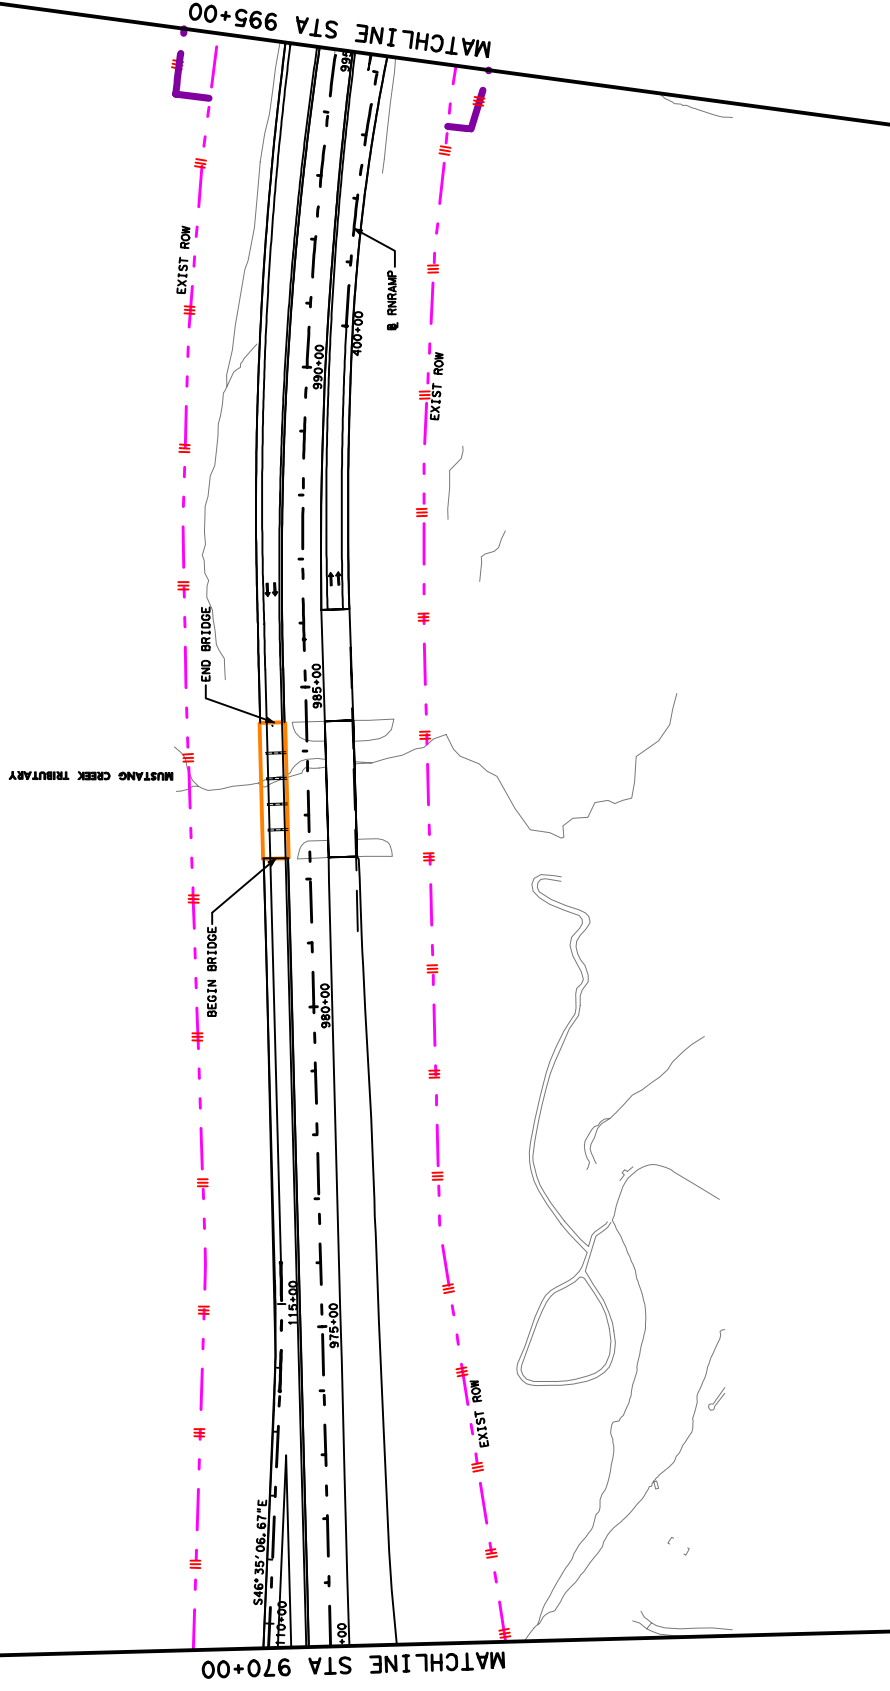 MATCHLINE STA 995+00
995
EXIST ROW
℄ RNRAMP
400+00
990+00
EXIST ROW
END BRIDGE
985+00
MUSTANG CREEK TRIBUTARY
BEGIN BRIDGE
980+00
115+00
975+00
EXIST ROW
S46°35'06.67"E
110+00
+00
MATCHLINE STA 970+00